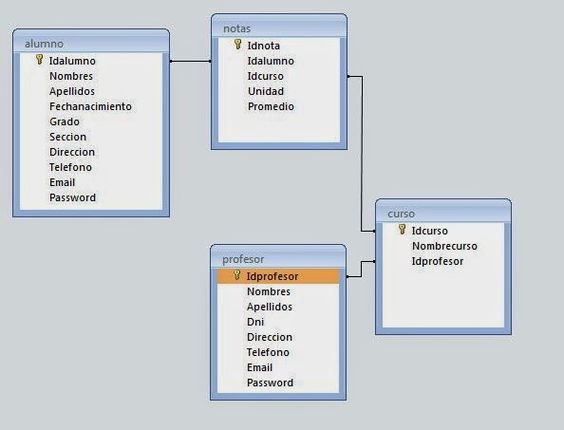 alumno
Idalumno
Nombres
Apellidos
Fechanacimiento
Grado
Seccion
Direccion
Telefono
Email
Password
notas
Idnota
Idalumno
Idcurso
Unidad
Promedio
profesor
Idprofesor
Nombres
Apellidos
Dni
Direccion
Telefono
Email
Password
curso
Idcurso
Nombrecurso
Idprofesor